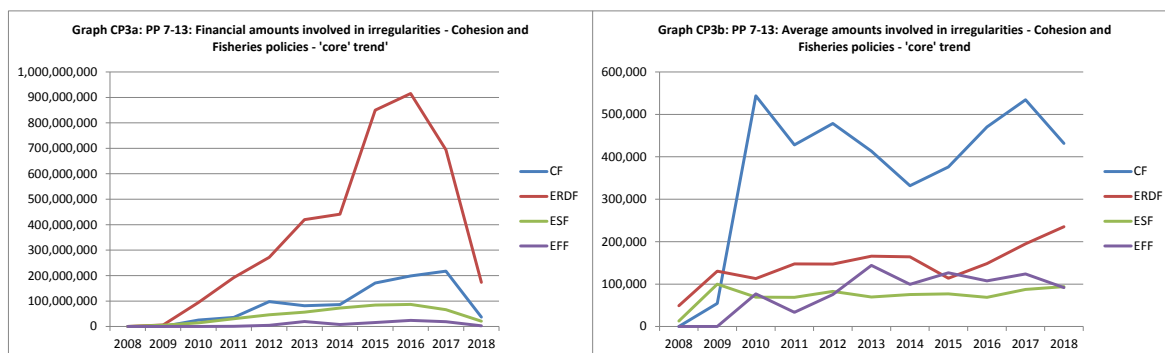 Graph CP3a: PP 7-13: Financial amounts involved in irregularities - Cohesion and
Fisheries policies - 'core' trend'
1,000,000,000
900,000,000
800,000,000
700,000,000
600,000,000
500,000,000
400,000,000
300,000,000
200,000,000
100,000,000
0
2008 2009 2010 2011 2012 2013 2014 2015 2016 2017 2018
CF
ERDF
ESF
EFF
Graph CP3b: PP 7-13: Average amounts involved in irregularities - Cohesion and
Fisheries policies - 'core' trend
600,000
500,000
400,000
300,000
200,000
100,000
0
2008 2009 2010 2011 2012 2013 2014 2015 2016 2017 2018
CF
ERDF
ESF
EFF